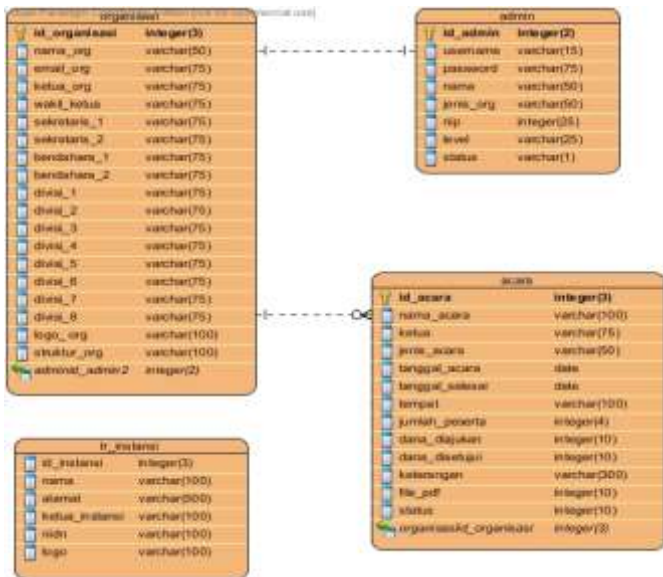 organisasi
id_organisasi integer(3)
nama_org varchar(50)
email_org varchar(75)
ketua_org varchar(75)
wakil_ketua varchar(75)
sekretaris_1 varchar(75)
sekretaris_2 varchar(75)
bendahara_1 varchar(75)
bendahara_2 varchar(75)
divisi_1 varchar(75)
divisi_2 varchar(75)
divisi_3 varchar(75)
divisi_4 varchar(75)
divisi_5 varchar(75)
divisi_6 varchar(75)
divisi_7 varchar(75)
divisi_8 varchar(75)
logo_org varchar(100)
struktur_org varchar(100)
adminid_admin2 integer(2)
admin
id_admin integer(2)
username varchar(15)
password varchar(75)
nama varchar(50)
jenis_org varchar(50)
nip integer(25)
level varchar(25)
status varchar(1)
acara
id_acara integer(3)
nama_acara varchar(100)
ketua varchar(75)
jenis_acara varchar(50)
tanggal_acara date
tanggal_selesai date
tempat varchar(100)
jumlah_peserta integer(4)
dana_diajukan integer(10)
dana_disetujui integer(10)
keterangan varchar(300)
file_pdf integer(10)
status integer(10)
organisasiid_organisasi integer(3)
tr_instansi
id_instansi integer(3)
nama varchar(100)
alamat varchar(500)
ketua_instansi varchar(100)
nidn varchar(100)
logo varchar(100)